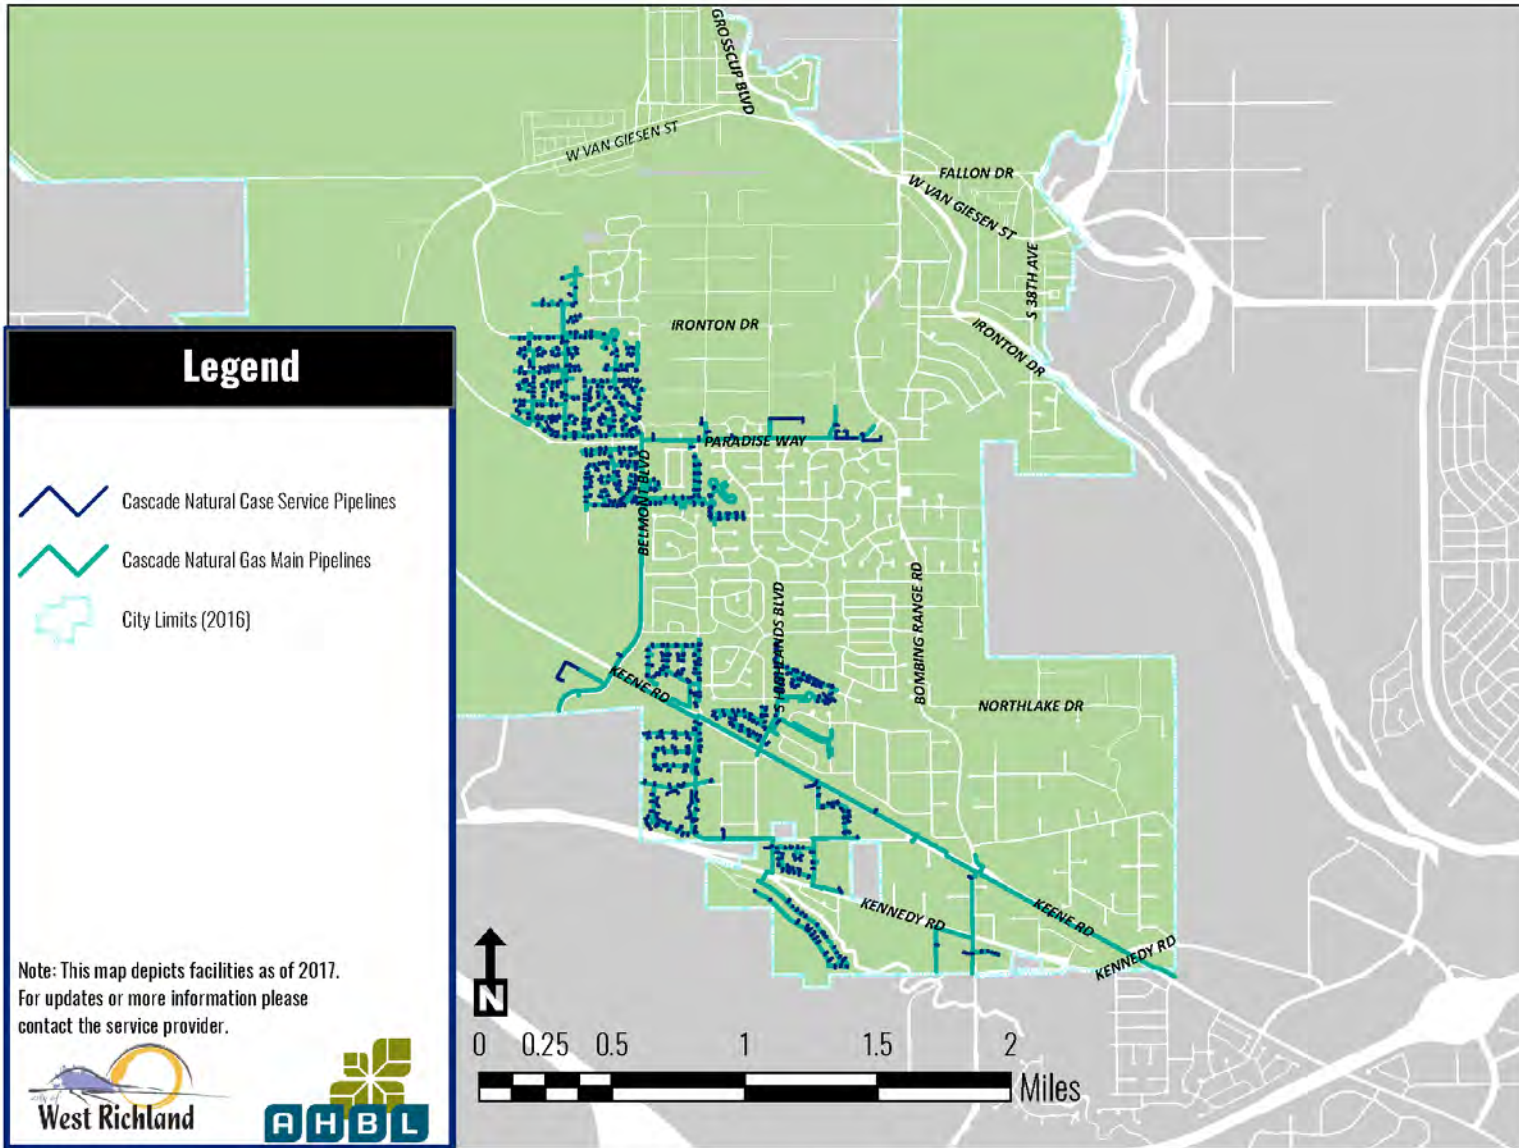 GROSSCUP BLVD
W VAN GIESEN ST
FALLON DR
W VAN GIESEN ST
S 38TH AVE
IRONTON DR
IRONTON DR
PARADISE WAY
BELMONT BLVD
S HIGHLANDS BLVD
BOMBING RANGE RD
KEENE RD
NORTHLAKE DR
KENNEDY RD
KEENE RD
KENNEDY RD
Legend
Cascade Natural Case Service Pipelines
Cascade Natural Gas Main Pipelines
City Limits (2016)
Note: This map depicts facilities as of 2017.
For updates or more information please
contact the service provider.
City of
West Richland
AHBL
N
0 0.25 0.5 1 1.5 2
Miles